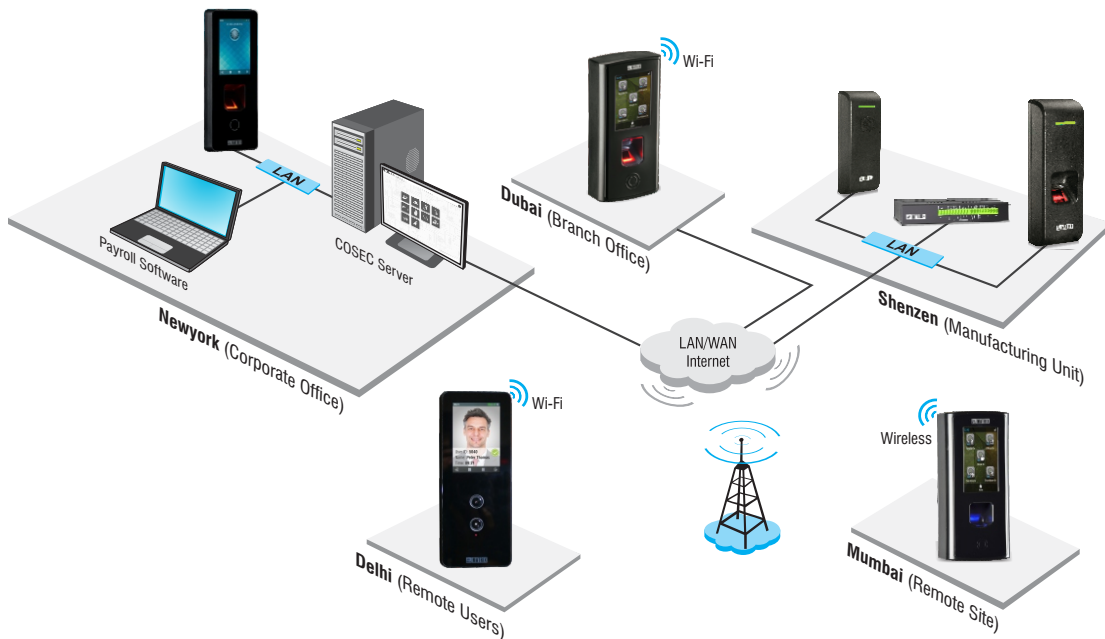 LAN
Payroll Software
COSEC Server
Newyork (Corporate Office)
Wi-Fi
Dubai (Branch Office)
LAN
Shenzen (Manufacturing Unit)
LAN/WAN
Internet
Wi-Fi
Delhi (Remote Users)
Wireless
Mumbai (Remote Site)